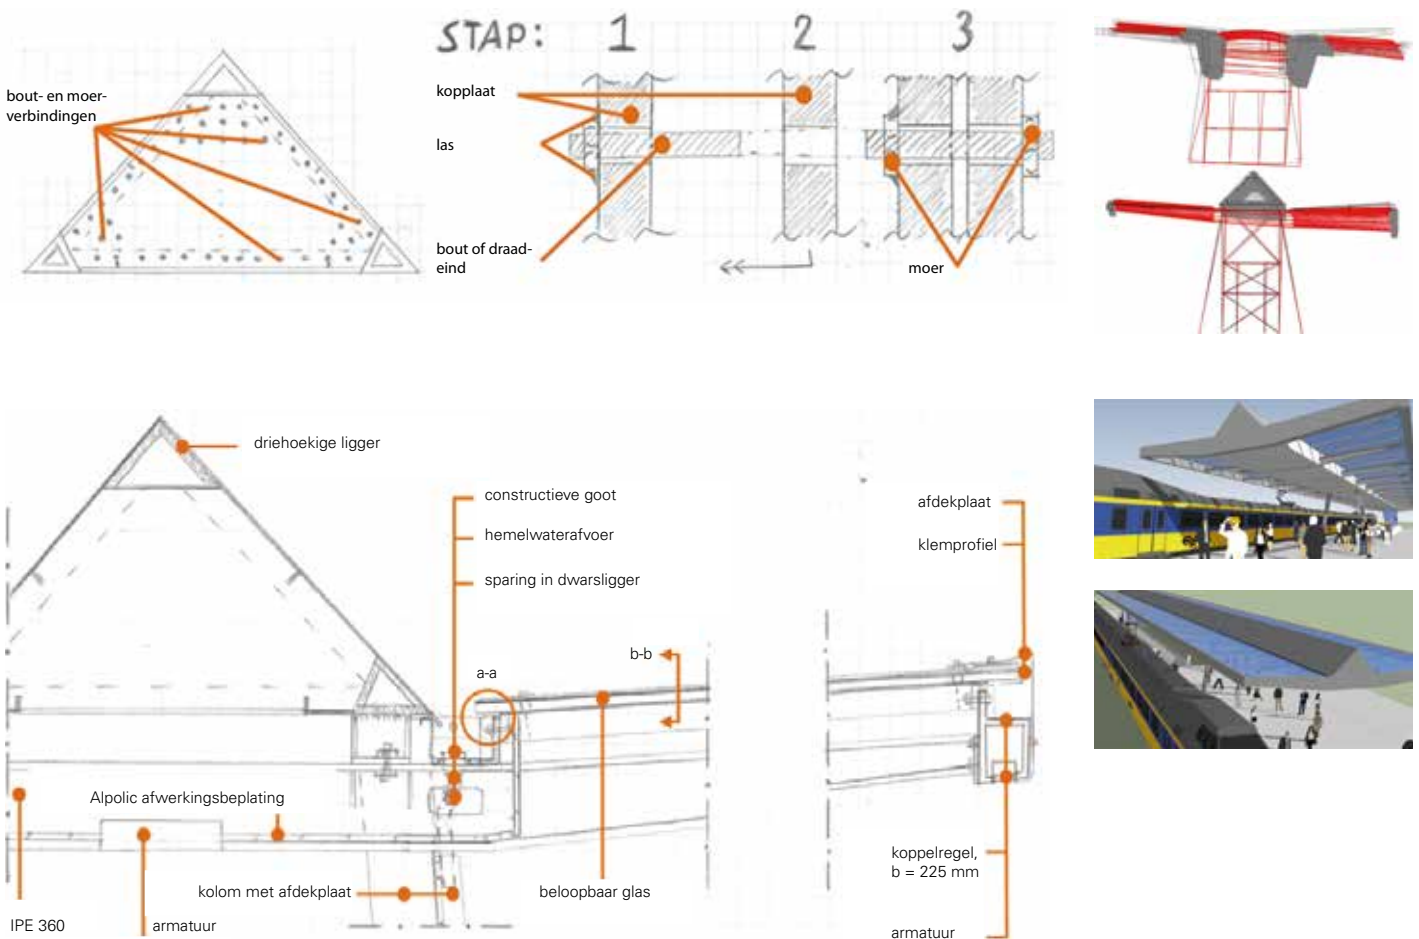 bout- en moer-
verbindingen
STAP: 1 2 3
kopplaat
las
bout of draad-
eind
moer
driehoekige ligger
constructieve goot
hemelwaterafvoer
sparing in dwarsligger
a-a
b-b
afdekplaat
klemprofiel
Alpolic afwerkingsbeplating
kolom met afdekplaat
beloopbaar glas
IPE 360
armatuur
koppelregel,
b = 225 mm
armatuur